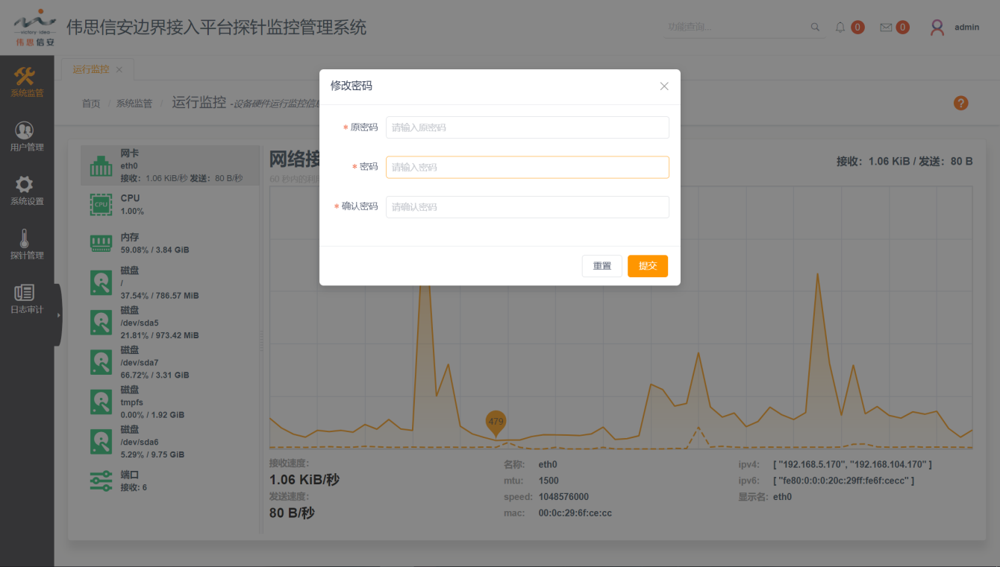 victory-idea
伟思信安
伟思信安边界接入平台探针监控管理系统
功能查询...
0
0
admin
系统监管
用户管理
系统设置
探针管理
日志审计
运行监控
首页 / 系统监管 / 运行监控 -设备硬件运行监控信息
?
修改密码
* 原密码 请输入原密码
* 密码 请输入密码
* 确认密码 请确认密码
重置 提交
网卡
eth0
接收：1.06 KiB/秒 发送：80 B/秒
CPU
CPU
1.00%
内存
59.08% / 3.84 GiB
磁盘
/
37.54% / 786.57 MiB
磁盘
/dev/sda5
21.81% / 973.42 MiB
磁盘
/dev/sda7
66.72% / 3.31 GiB
磁盘
tmpfs
0.00% / 1.92 GiB
磁盘
/dev/sda6
5.29% / 9.75 GiB
端口
接收: 6
网络接
接收：1.06 KiB / 发送：80 B
60 秒内的利用
479
接收速度:
1.06 KiB/秒
发送速度:
80 B/秒
名称: eth0
mtu: 1500
speed: 1048576000
mac: 00:0c:29:6f:ce:cc
ipv4: [ "192.168.5.170", "192.168.104.170" ]
ipv6: [ "fe80:0:0:0:20c:29ff:fe6f:cecc" ]
显示名: eth0